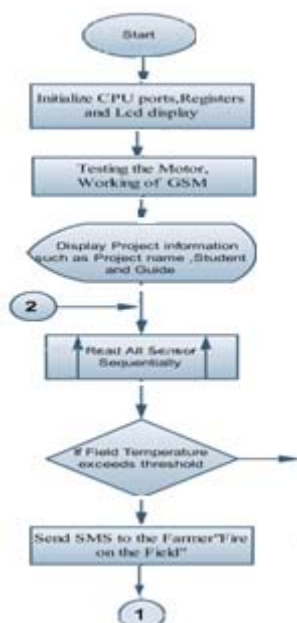 Start
Initialize CPU ports,Registers
and Lcd display
Testing the Motor,
Working of GSM
Display Project information
such as Project name ,Student
and Guide
2
Read All Sensor
Sequentially
If Field Temperature
exceeds threshold
Send SMS to the Farmer"Fire
on the Field"
1